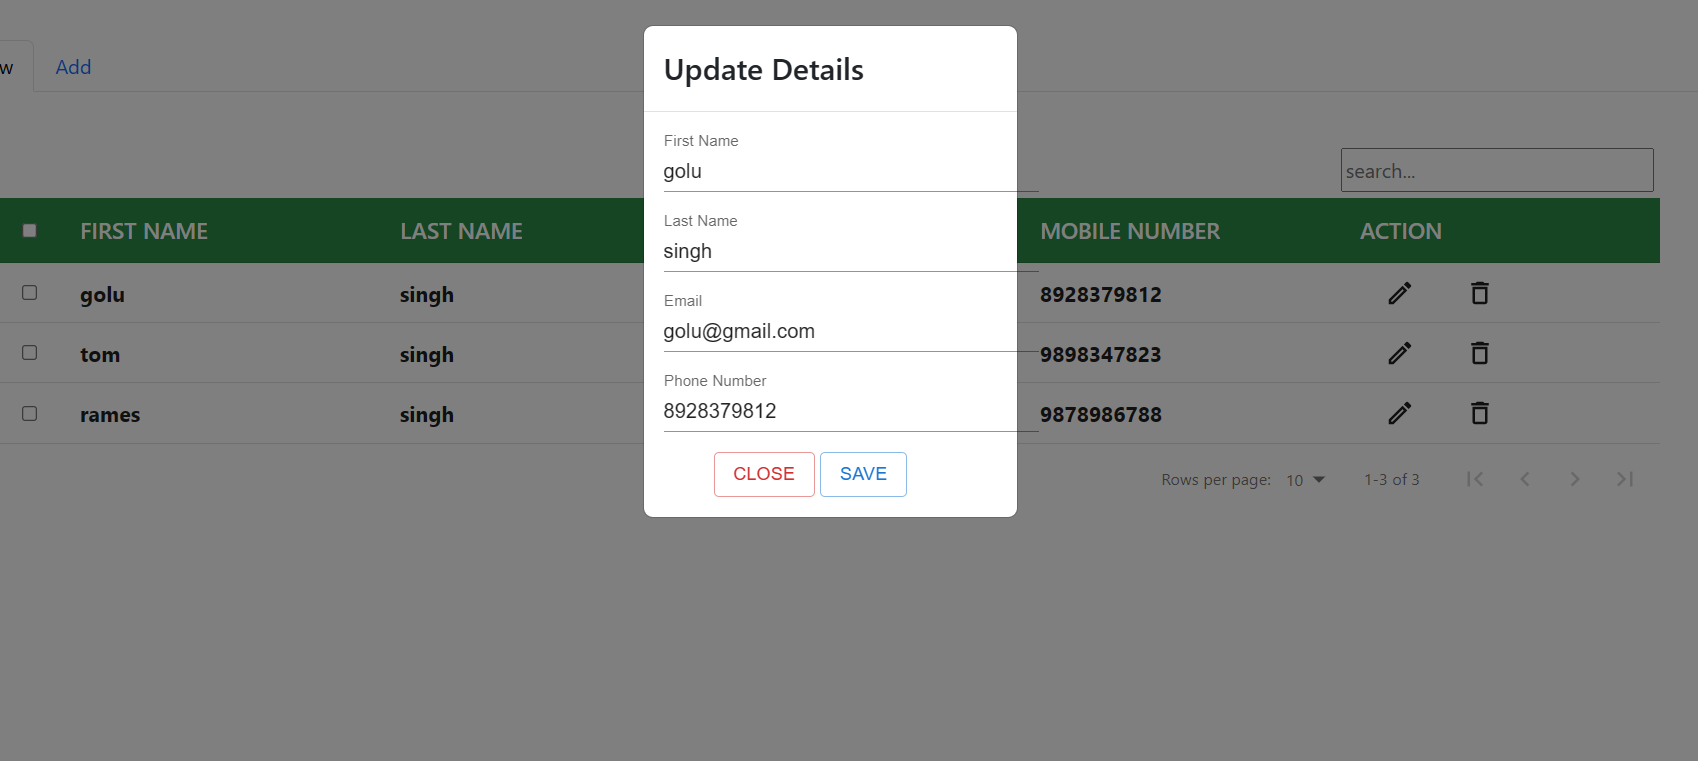 w Add
search...
FIRST NAME LAST NAME MOBILE NUMBER ACTION
golu singh 8928379812
tom singh 9898347823
rames singh 9878986788
Rows per page: 10 1-3 of 3
Update Details
First Name
golu
Last Name
singh
Email
golu@gmail.com
Phone Number
8928379812
CLOSE SAVE